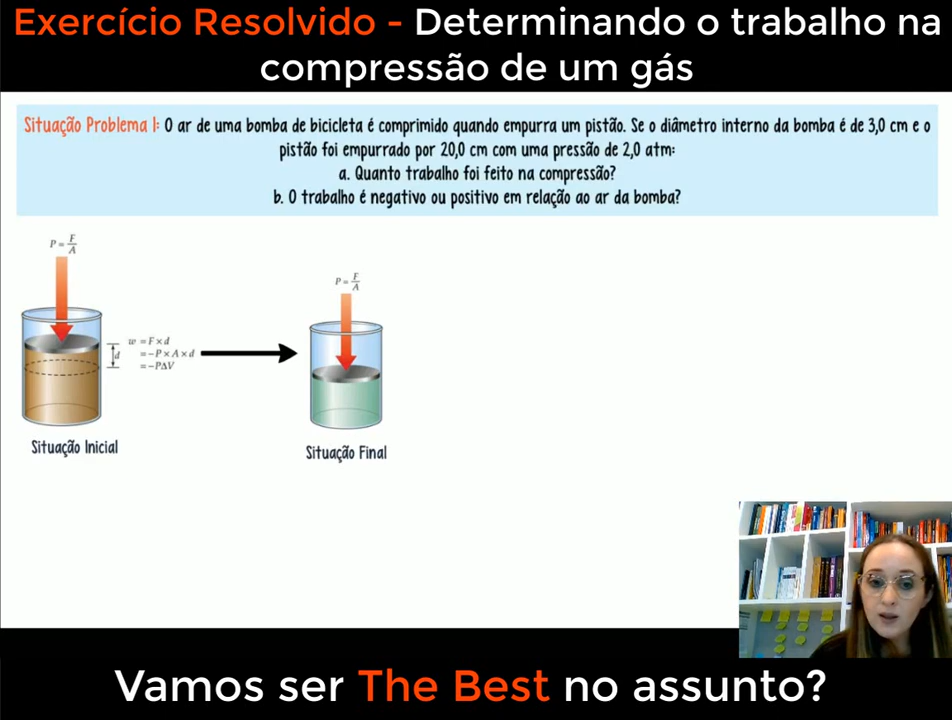 Exercício Resolvido - Determinando o trabalho na
compressão de um gás
Situação Problema 1: O ar de uma bomba de bicicleta é comprimido quando empurra um pistão. Se o diâmetro interno da bomba é de 3,0 cm e o
pistão foi empurrado por 20,0 cm com uma pressão de 2,0 atm:
a. Quanto trabalho foi feito na compressão?
b. O trabalho é negativo ou positivo em relação ao ar da bomba?
P = F/A
P = F/A
d
w = F × d
= −P × A × d
= −PΔV
Situação Inicial
Situação Final
Vamos ser The Best no assunto?